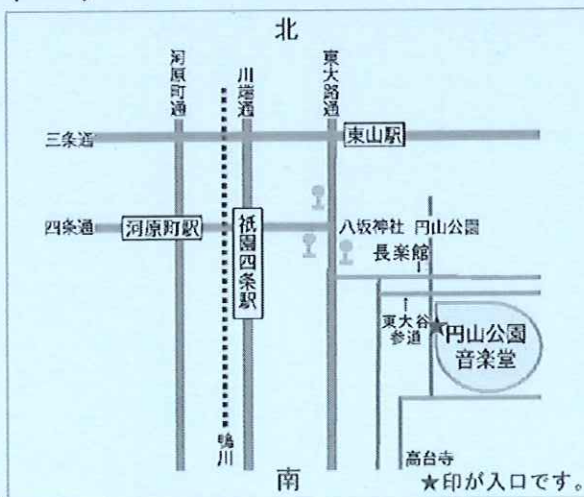 北
河原町通
川端通
東大路通
三条通
東山駅
四条通
河原町駅
祇園四条駅
八坂神社
円山公園
長楽館
↓
↑
東大谷
参道
★円山公園
音楽堂
鴨川
高台寺
南
★印が入口です。